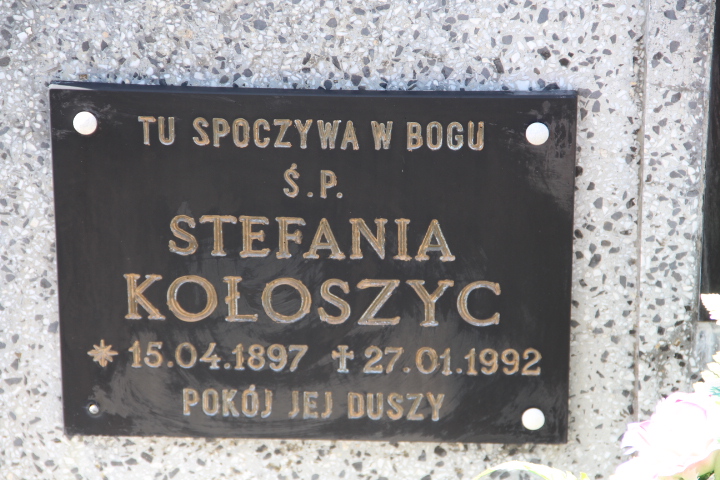 TU SPOCZYWA W BOGU
Ś.P.
STEFANIA
KOŁOSZYC
* 15.04.1897 † 27.01.1992
POKÓJ JEJ DUSZY